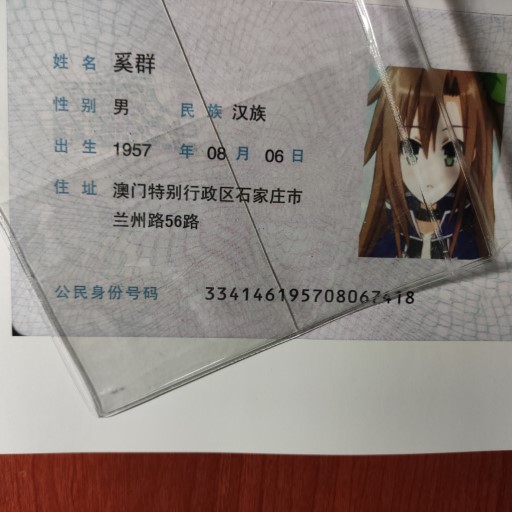 姓名 奚群
性别 男 民族 汉族
出生 1957 年 08 月 06 日
住址 澳门特别行政区石家庄市
兰州路56路
公民身份号码 334146195708067418